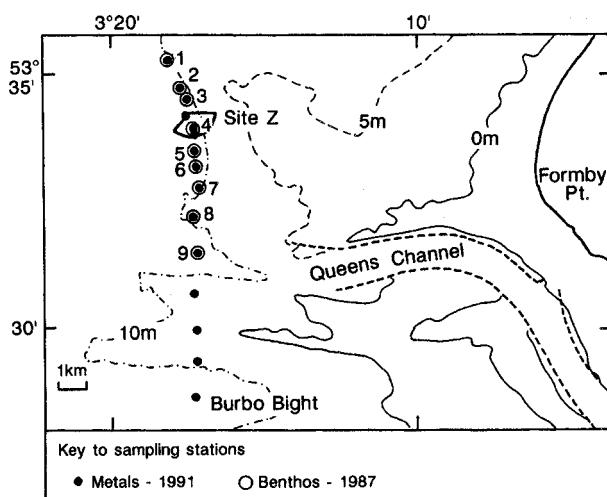 3°20' 10'
53°
35'
1
2
3
4
Site Z
5m
0m
Formby
Pt.
5
6
7
8
9
Queens Channel
10m
30'
1km
Burbo Bight
Key to sampling stations
Metals - 1991 Benthos - 1987